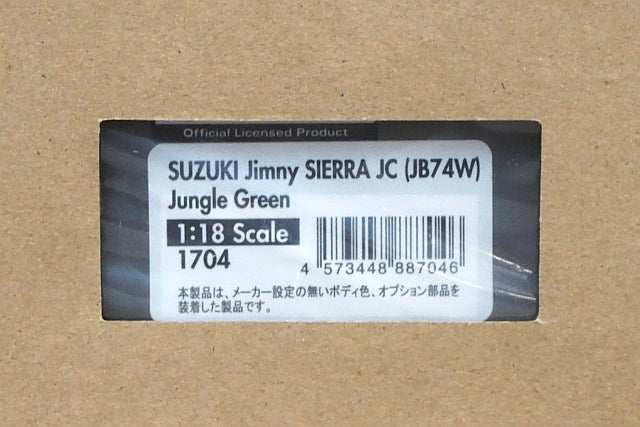 Official Licensed Product
SUZUKI Jimny SIERRA JC (JB74W)
Jungle Green
1:18 Scale
1704
4 573448 887046
本製品は、メーカー設定の無いボディ色、オプション部品を
装着した製品です。